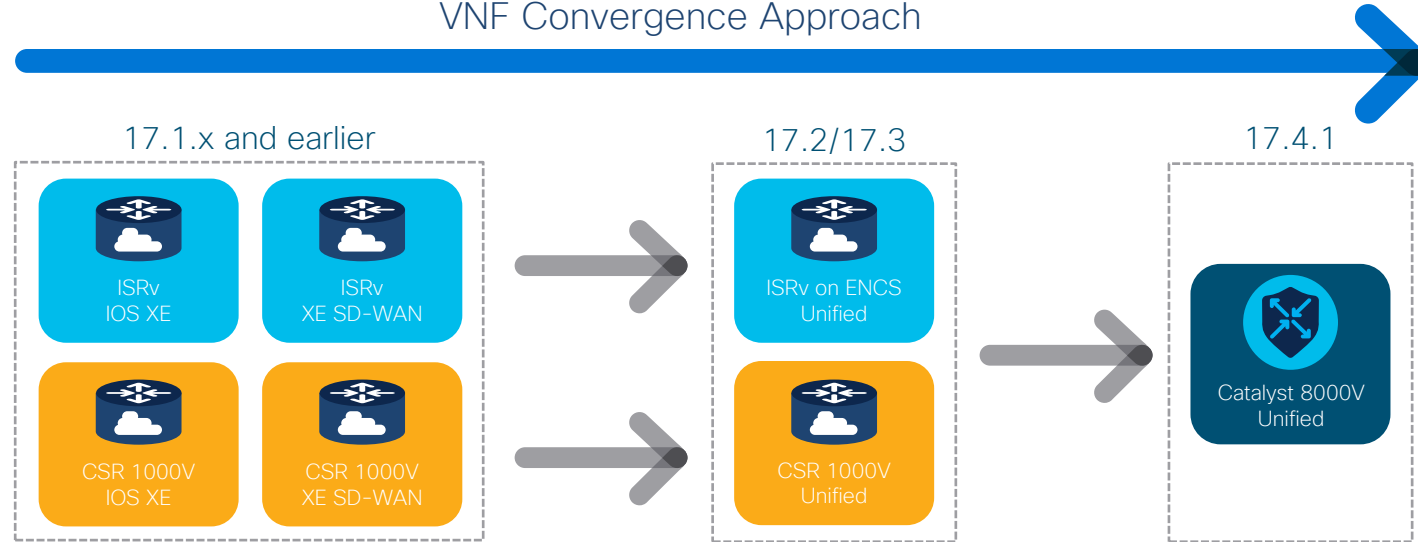 VNF Convergence Approach
17.1.x and earlier
17.2/17.3
17.4.1
ISRv
IOS XE
ISRv
XE SD-WAN
ISRv on ENCS
Unified
CSR 1000V
IOS XE
CSR 1000V
XE SD-WAN
CSR 1000V
Unified
Catalyst 8000V
Unified